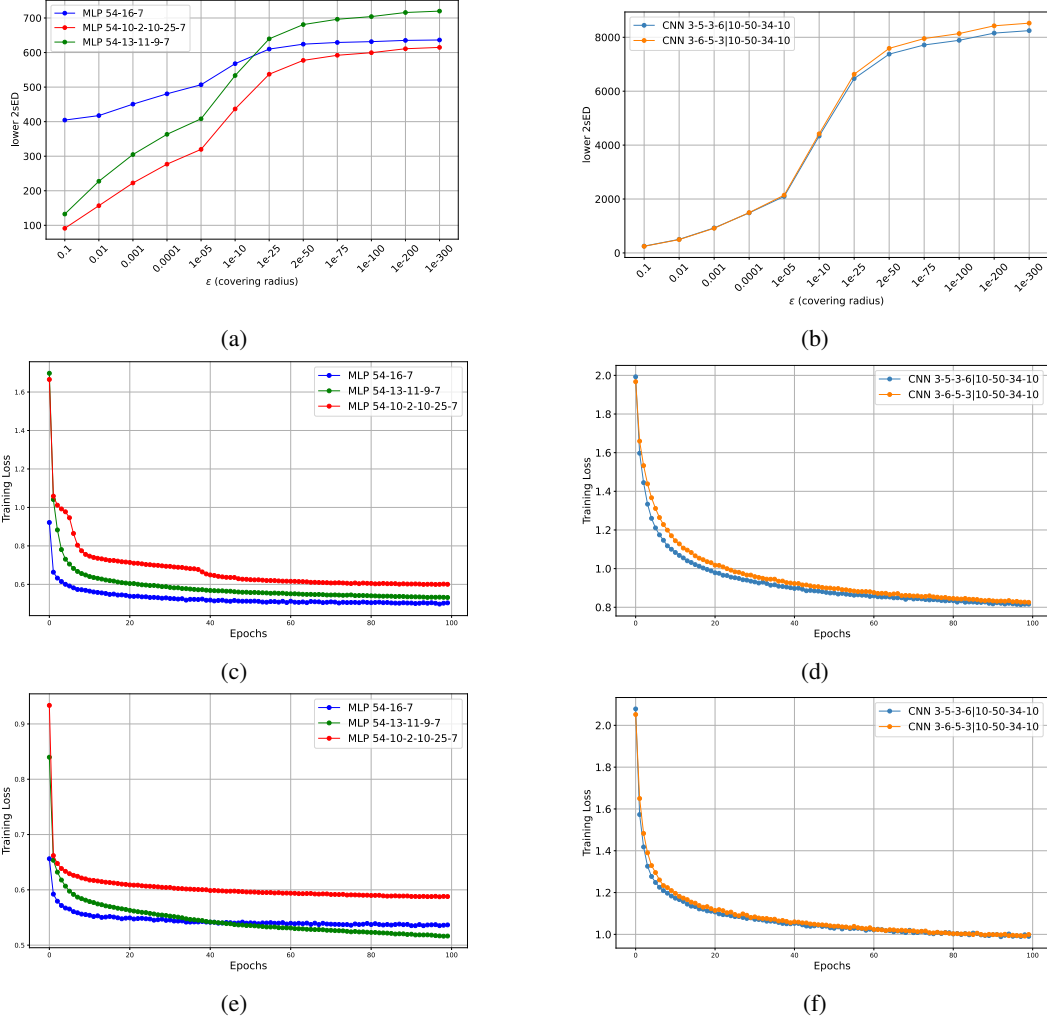 MLP 54-16-7
MLP 54-10-2-10-25-7
MLP 54-13-11-9-7
lower 2sED
700
600
500
400
300
200
100
0.1
0.01
0.001
0.0001
1e-05
1e-10
1e-25
2e-50
1e-75
1e-100
1e-200
1e-300
ε (covering radius)
(a)
CNN 3-5-3-6|10-50-34-10
CNN 3-6-5-3|10-50-34-10
lower 2sED
8000
6000
4000
2000
0
0.1
0.01
0.001
0.0001
1e-05
1e-10
1e-25
2e-50
1e-75
1e-100
1e-200
1e-300
ε (covering radius)
(b)
MLP 54-16-7
MLP 54-13-11-9-7
MLP 54-10-2-10-25-7
Training Loss
1.6
1.4
1.2
1.0
0.8
0.6
0
20
40
60
80
100
Epochs
(c)
CNN 3-5-3-6|10-50-34-10
CNN 3-6-5-3|10-50-34-10
Training Loss
2.0
1.8
1.6
1.4
1.2
1.0
0.8
0
20
40
60
80
100
Epochs
(d)
MLP 54-16-7
MLP 54-13-11-9-7
MLP 54-10-2-10-25-7
Training Loss
0.9
0.8
0.7
0.6
0.5
0
20
40
60
80
100
Epochs
(e)
CNN 3-5-3-6|10-50-34-10
CNN 3-6-5-3|10-50-34-10
Training Loss
2.0
1.8
1.6
1.4
1.2
1.0
0
20
40
60
80
100
Epochs
(f)